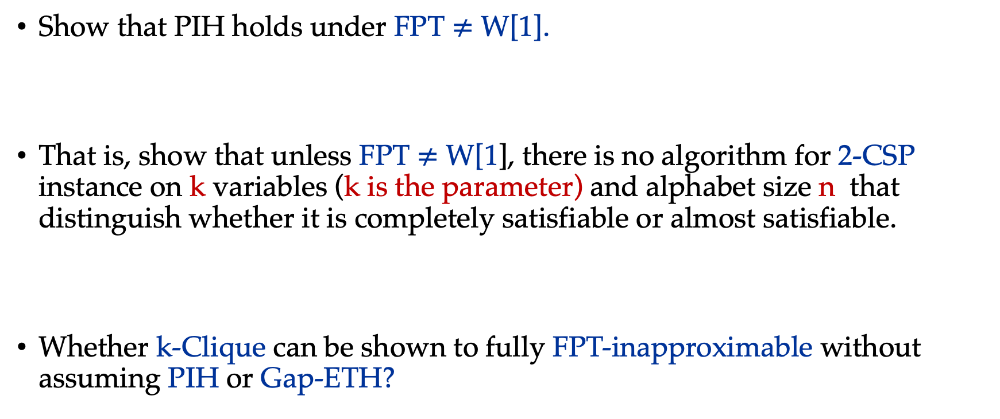 • Show that PIH holds under FPT ≠ W[1].
• That is, show that unless FPT ≠ W[1], there is no algorithm for 2-CSP
instance on k variables (k is the parameter) and alphabet size n that
distinguish whether it is completely satisfiable or almost satisfiable.
• Whether k-Clique can be shown to fully FPT-inapproximable without
assuming PIH or Gap-ETH?